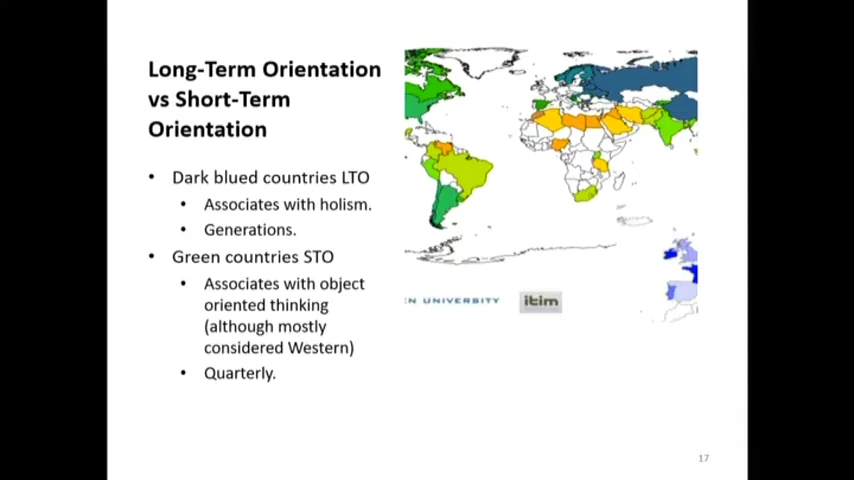 Long-Term Orientation
vs Short-Term
Orientation
• Dark blued countries LTO
• Associates with holism.
• Generations.
• Green countries STO
• Associates with object
oriented thinking
(although mostly
considered Western)
• Quarterly.
EN UNIVERSITY
itim
17